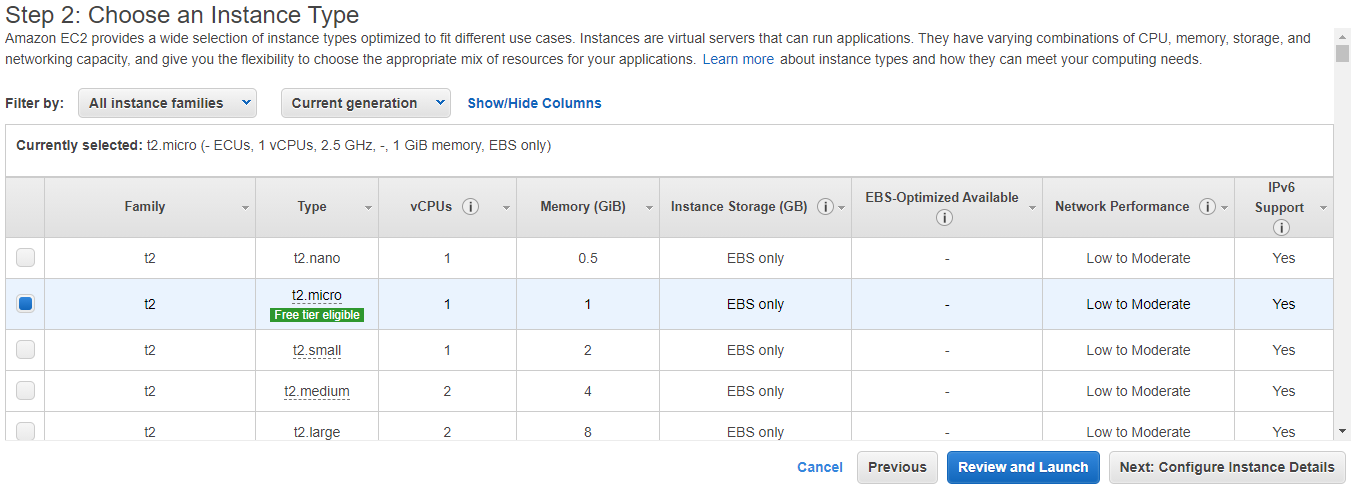 Step 2: Choose an Instance Type
Amazon EC2 provides a wide selection of instance types optimized to fit different use cases. Instances are virtual servers that can run applications. They have varying combinations of CPU, memory, storage, and
networking capacity, and give you the flexibility to choose the appropriate mix of resources for your applications. Learn more about instance types and how they can meet your computing needs.
Filter by: All instance families Current generation Show/Hide Columns
Currently selected: t2.micro (- ECUs, 1 vCPUs, 2.5 GHz, -, 1 GiB memory, EBS only)
Family Type vCPUs i Memory (GiB) Instance Storage (GB) i EBS-Optimized Available i Network Performance i IPv6 Support i
t2 t2.nano 1 0.5 EBS only - Low to Moderate Yes
t2 t2.micro 1 1 EBS only - Low to Moderate Yes
Free tier eligible
t2 t2.small 1 2 EBS only - Low to Moderate Yes
t2 t2.medium 2 4 EBS only - Low to Moderate Yes
t2 t2.large 2 8 EBS only - Low to Moderate Yes
Cancel Previous Review and Launch Next: Configure Instance Details